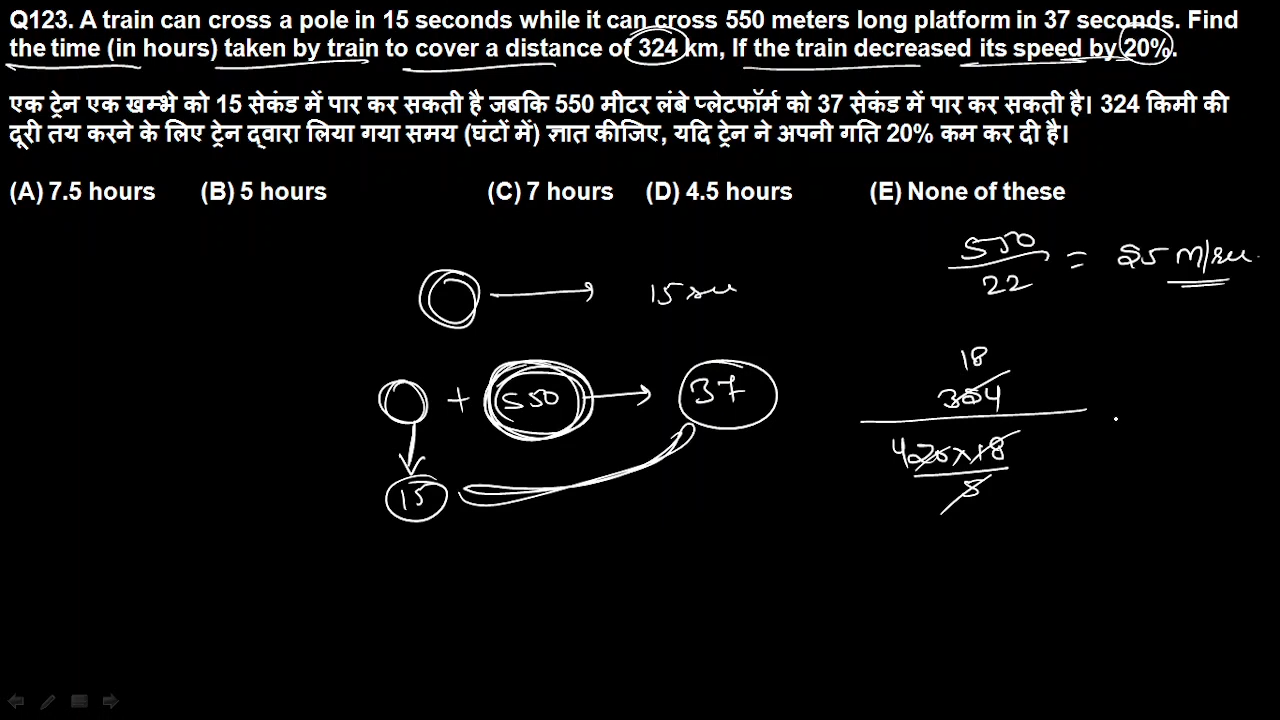 Q123. A train can cross a pole in 15 seconds while it can cross 550 meters long platform in 37 seconds. Find
the time (in hours) taken by train to cover a distance of 324 km, If the train decreased its speed by 20%.
एक ट्रेन एक खम्भे को 15 सेकंड में पार कर सकती है जबकि 550 मीटर लंबे प्लेटफॉर्म को 37 सेकंड में पार कर सकती है। 324 किमी की
दूरी तय करने के लिए ट्रेन द्वारा लिया गया समय (घंटों में) ज्ञात कीजिए, यदि ट्रेन ने अपनी गति 20% कम कर दी है।
(A) 7.5 hours (B) 5 hours (C) 7 hours (D) 4.5 hours (E) None of these
550
22
= 25 m/sec
15 sec
18
+ 550 37
4 × 18
15
5